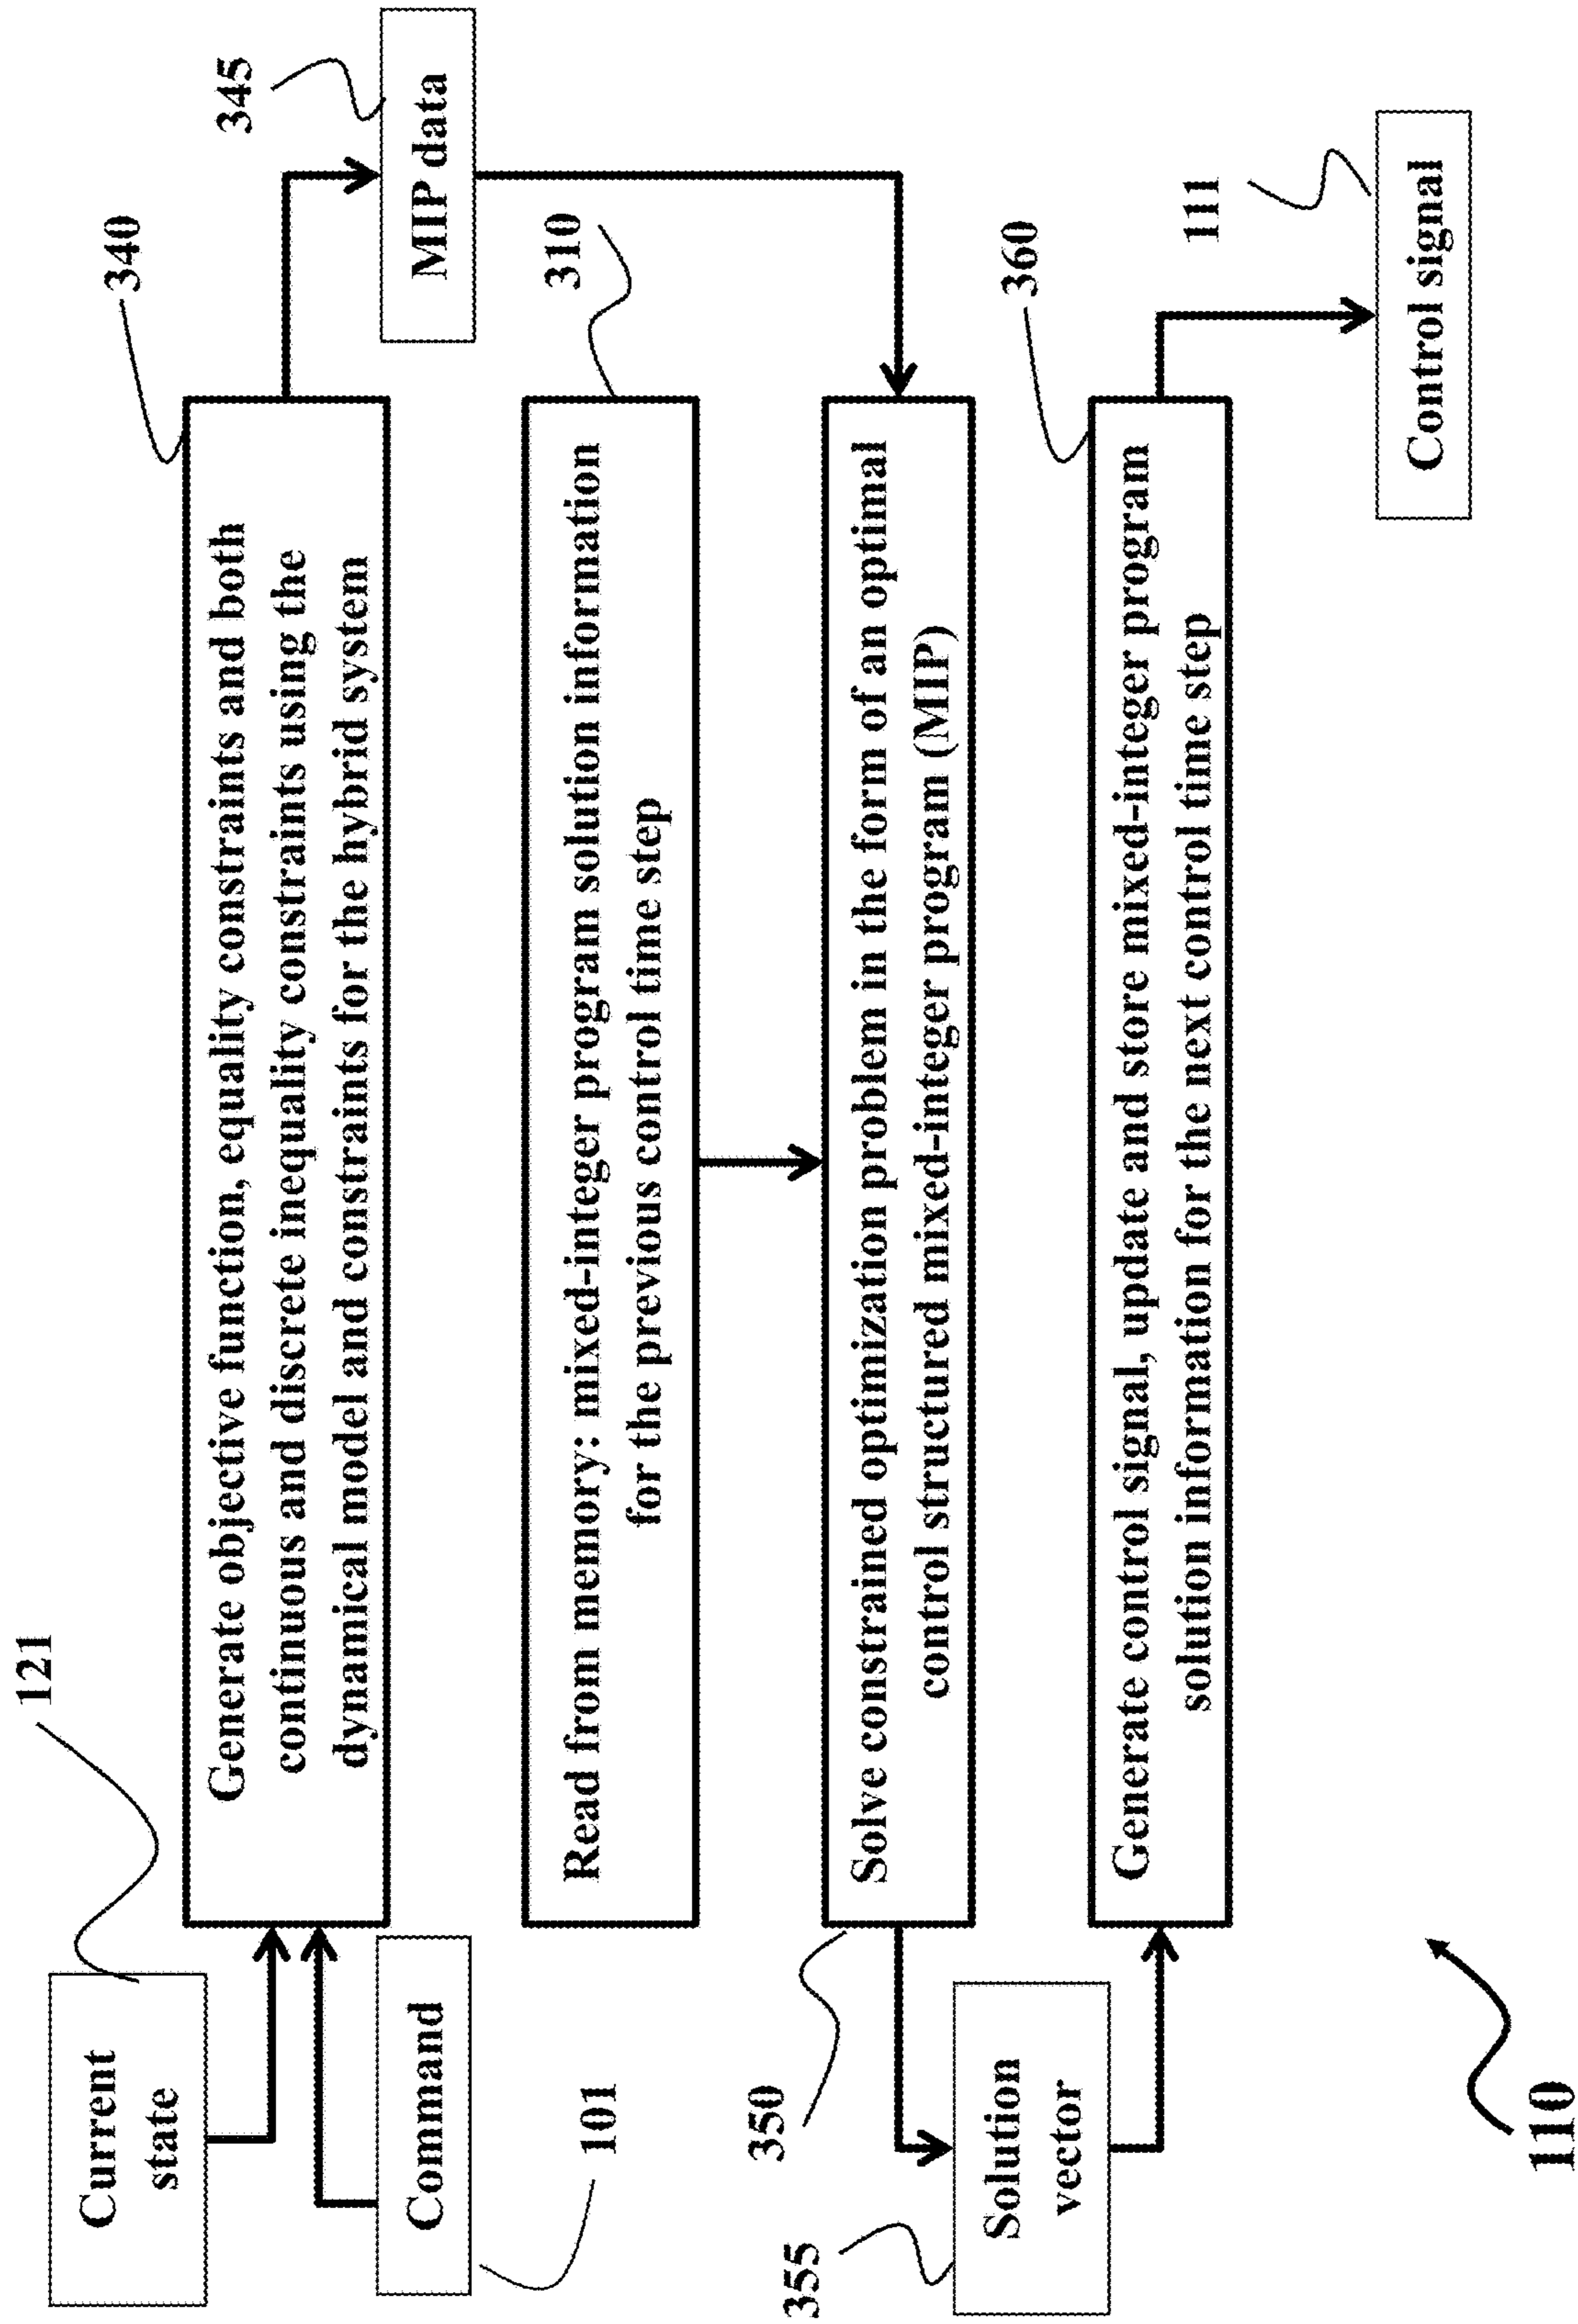 121
Current
state
Command
101
340
Generate objective function, equality constraints and both
continuous and discrete inequality constraints using the
dynamical model and constraints for the hybrid system
345
MIP data
310
Read from memory: mixed-integer program solution information
for the previous control time step
350
Solve constrained optimization problem in the form of an optimal
control structured mixed-integer program (MIP)
355
Solution
vector
360
Generate control signal, update and store mixed-integer program
solution information for the next control time step
111
Control signal
110